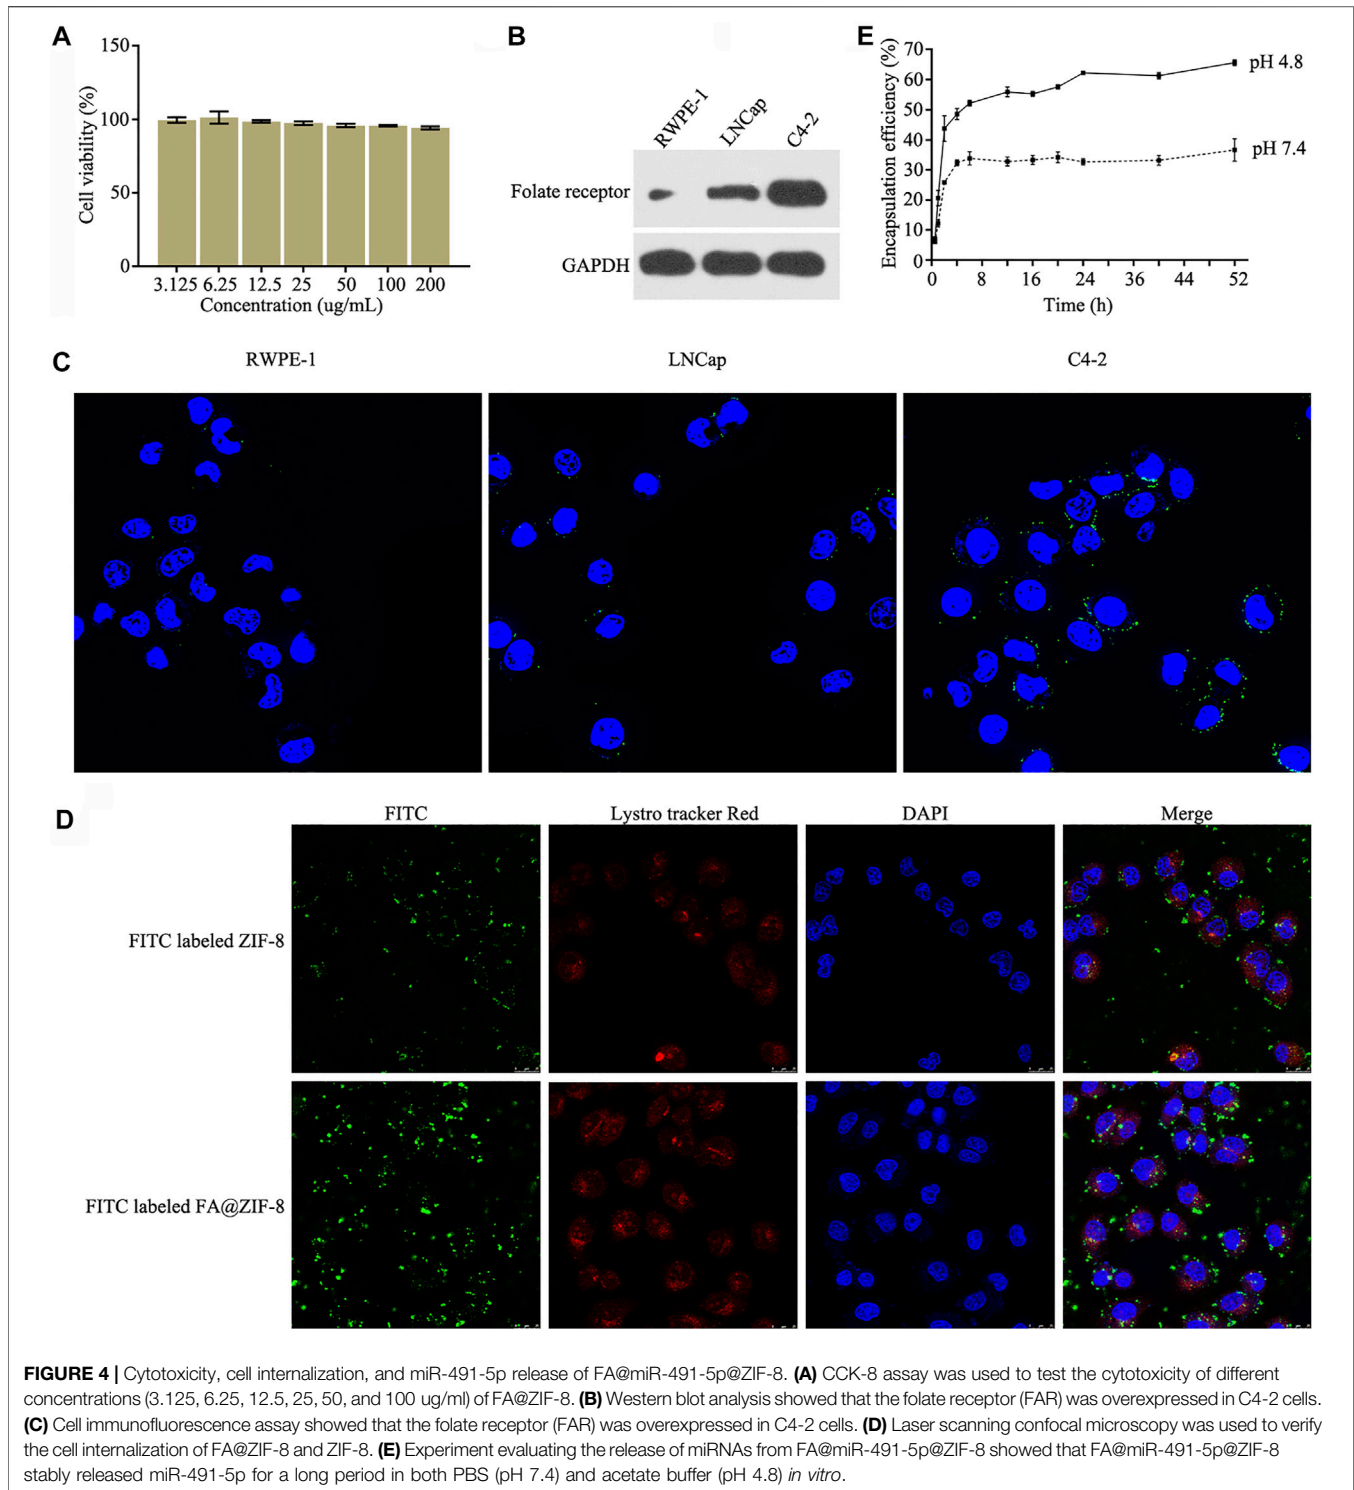 A
150
100
50
0
Cell viability (%)
3.125 6.25 12.5 25 50 100 200
Concentration (ug/mL)
B
RWPE-1 LNCap C4-2
Folate receptor
GAPDH
E
70
60
50
40
30
20
10
0
Encapsulation efficiency (%)
pH 4.8
pH 7.4
0 8 16 24 36 44 52
Time (h)
C
RWPE-1 LNCap C4-2
D
FITC Lystro tracker Red DAPI Merge
FITC labeled ZIF-8
FITC labeled FA@ZIF-8
FIGURE 4 | Cytotoxicity, cell internalization, and miR-491-5p release of FA@miR-491-5p@ZIF-8. (A) CCK-8 assay was used to test the cytotoxicity of different
concentrations (3.125, 6.25, 12.5, 25, 50, and 100 ug/ml) of FA@ZIF-8. (B) Western blot analysis showed that the folate receptor (FAR) was overexpressed in C4-2 cells.
(C) Cell immunofluorescence assay showed that the folate receptor (FAR) was overexpressed in C4-2 cells. (D) Laser scanning confocal microscopy was used to verify
the cell internalization of FA@ZIF-8 and ZIF-8. (E) Experiment evaluating the release of miRNAs from FA@miR-491-5p@ZIF-8 showed that FA@miR-491-5p@ZIF-8
stably released miR-491-5p for a long period in both PBS (pH 7.4) and acetate buffer (pH 4.8) in vitro.